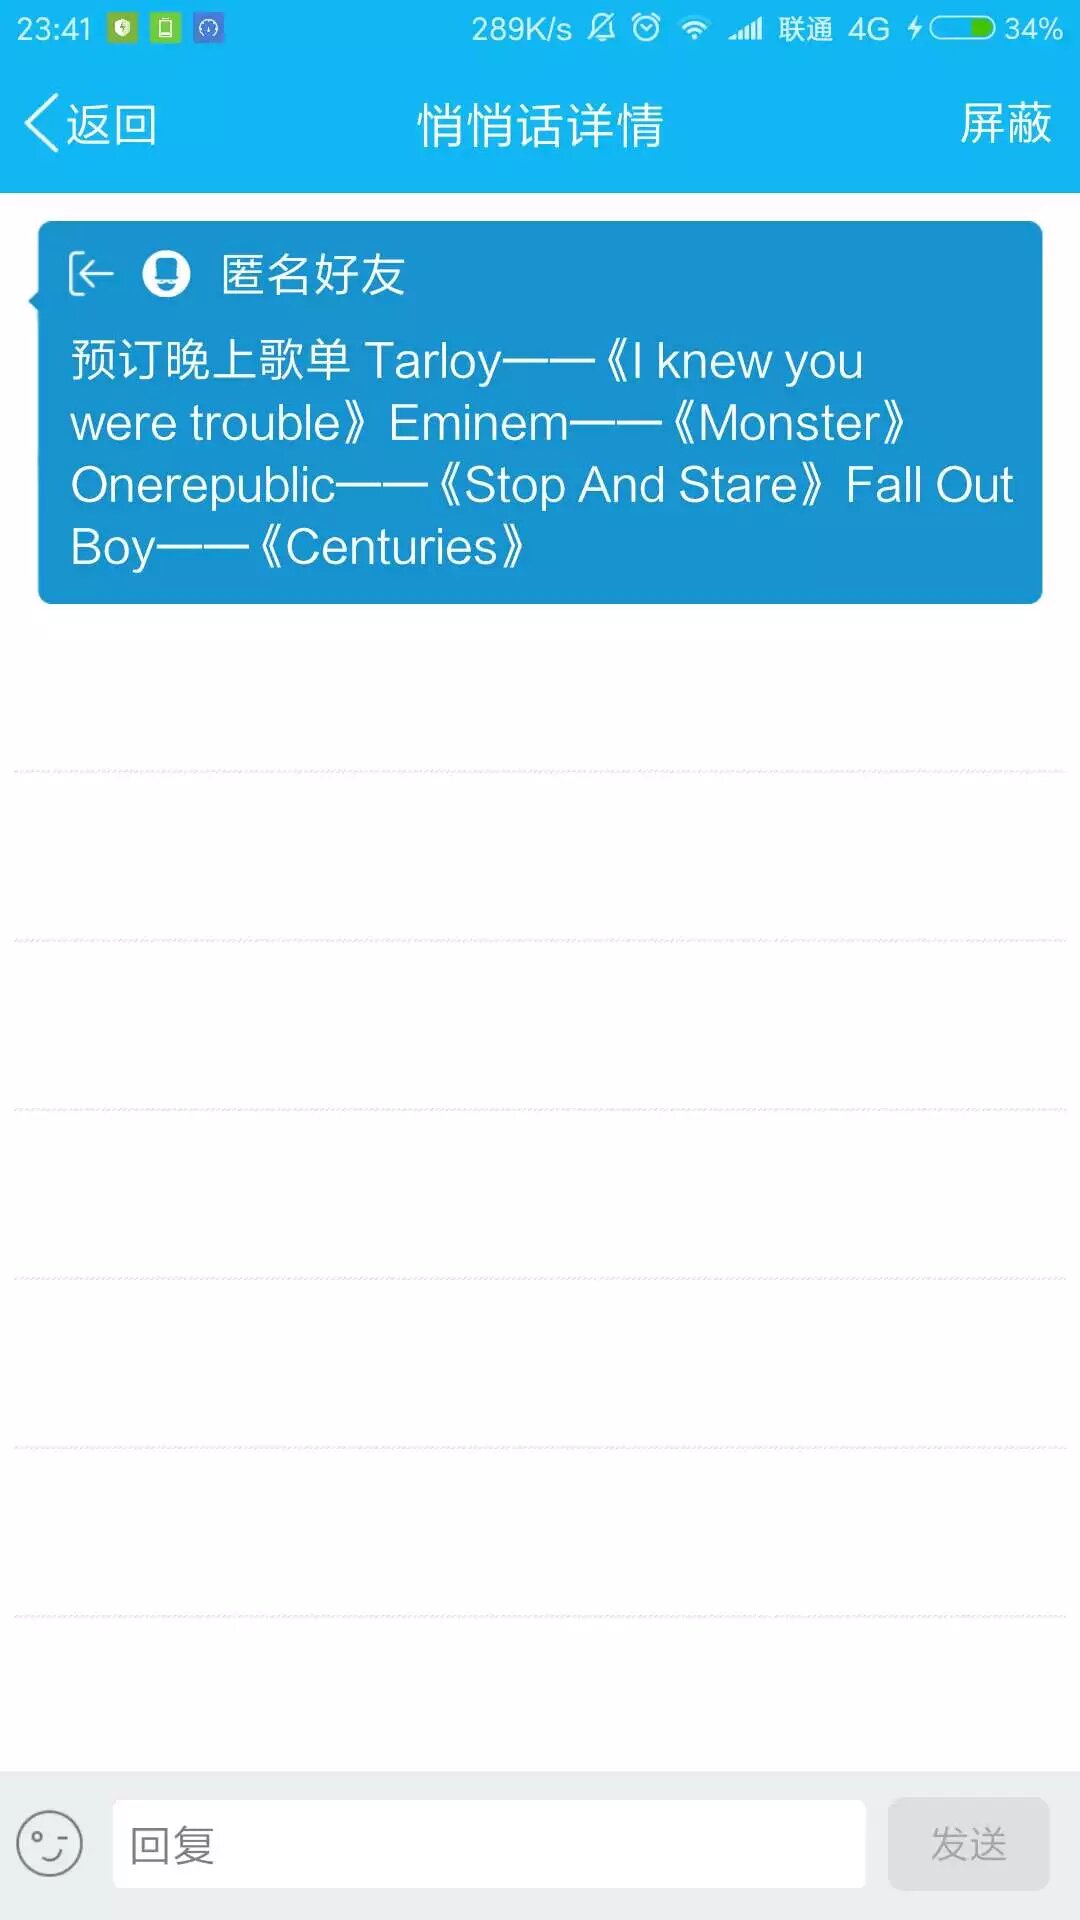 23:41 289K/s 联通 4G 34%
返回 悄悄话详情 屏蔽
匿名好友
预订晚上歌单 Tarloy——《I knew you
were trouble》Eminem——《Monster》
Onerepublic——《Stop And Stare》Fall Out
Boy——《Centuries》
回复 发送